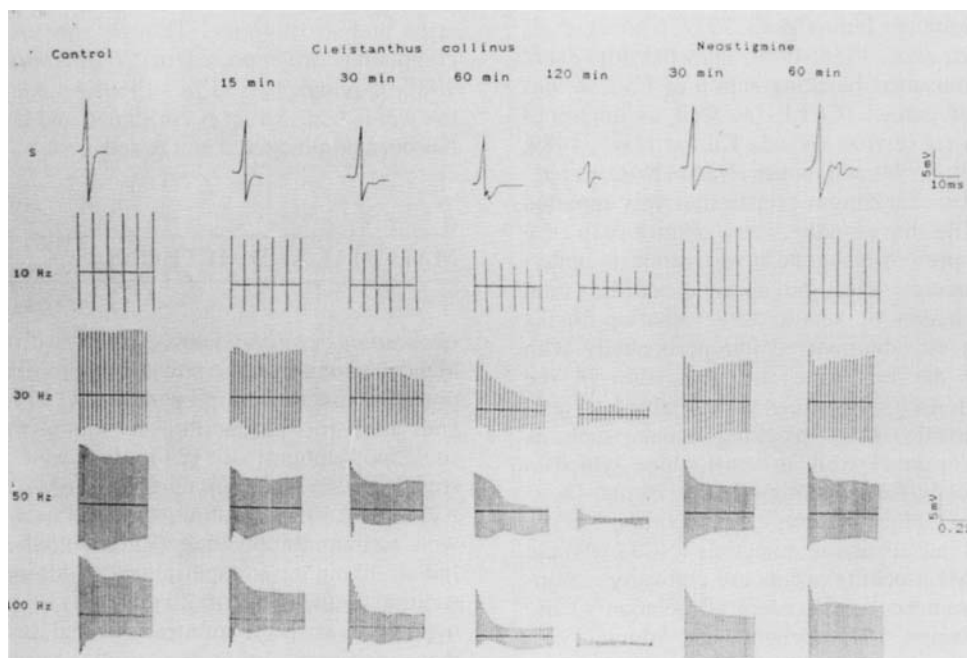 Control Cleistanthus collinus Neostigmine
15 min 30 min 60 min 120 min 30 min 60 min
S
5mV
10ms
10 Hz
30 Hz
50 Hz
5mV
100 Hz